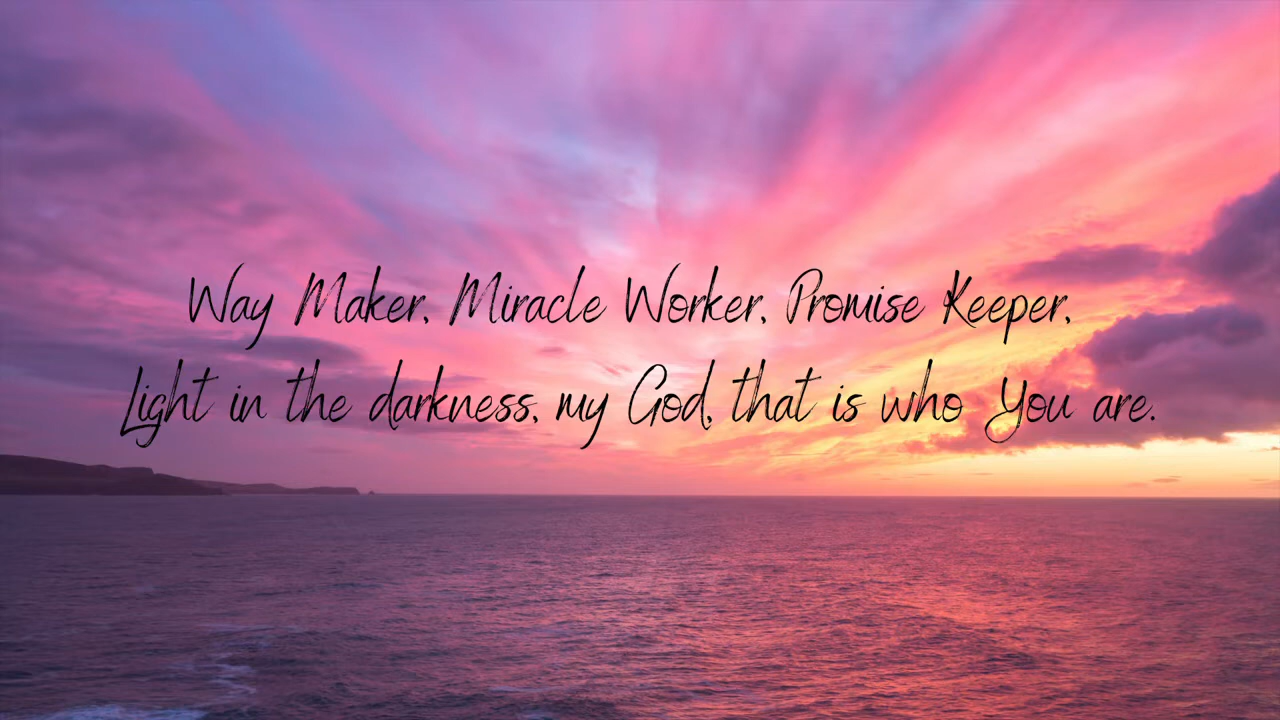 Way Maker, Miracle Worker, Promise Keeper,
Light in the darkness, my God, that is who You are.